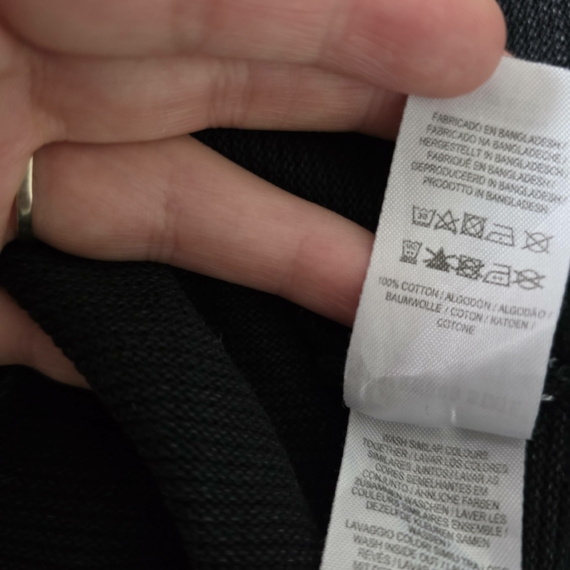 FABRICADO EN BANGLADESH /
FABRICADO NA BANGLADECHE /
HERGESTELLT IN BANGLADESH /
FABRIQUÉ EN BANGLADESH /
GEPRODUCEERD IN BANGLADESH /
PRODOTTO IN BANGLADESH
100% COTTON / ALGODÓN / ALGODÃO /
BAUMWOLLE / COTON / KATOEN /
COTONE
WASH SIMILAR COLOURS
TOGETHER / LAVAR LOS COLORES
SIMILARES JUNTOS / LAVAR AS
CORES SEMELHANTES EM
CONJUNTO / ÄHNLICHE FARBEN
ZUSAMMEN WASCHEN / LAVER LES
COULEURS SIMILAIRES ENSEMBLE /
DEZELFDE KLEUREN SAMEN
LAVAGGIO COLORI SIMILI
WASH INSIDE OUT /
REVÉS / LAVAR